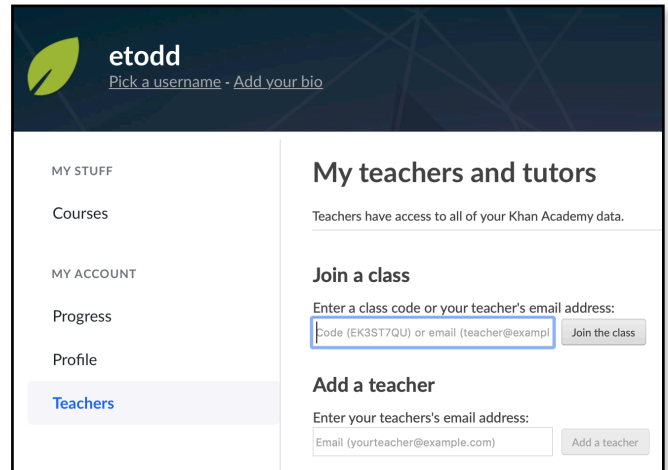 etodd
Pick a username - Add your bio
MY STUFF
Courses
MY ACCOUNT
Progress
Profile
Teachers
My teachers and tutors
Teachers have access to all of your Khan Academy data.
Join a class
Enter a class code or your teacher's email address:
Code (EK3ST7QU) or email (teacher@exampl
Join the class
Add a teacher
Enter your teachers's email address:
Email (yourteacher@example.com)
Add a teacher